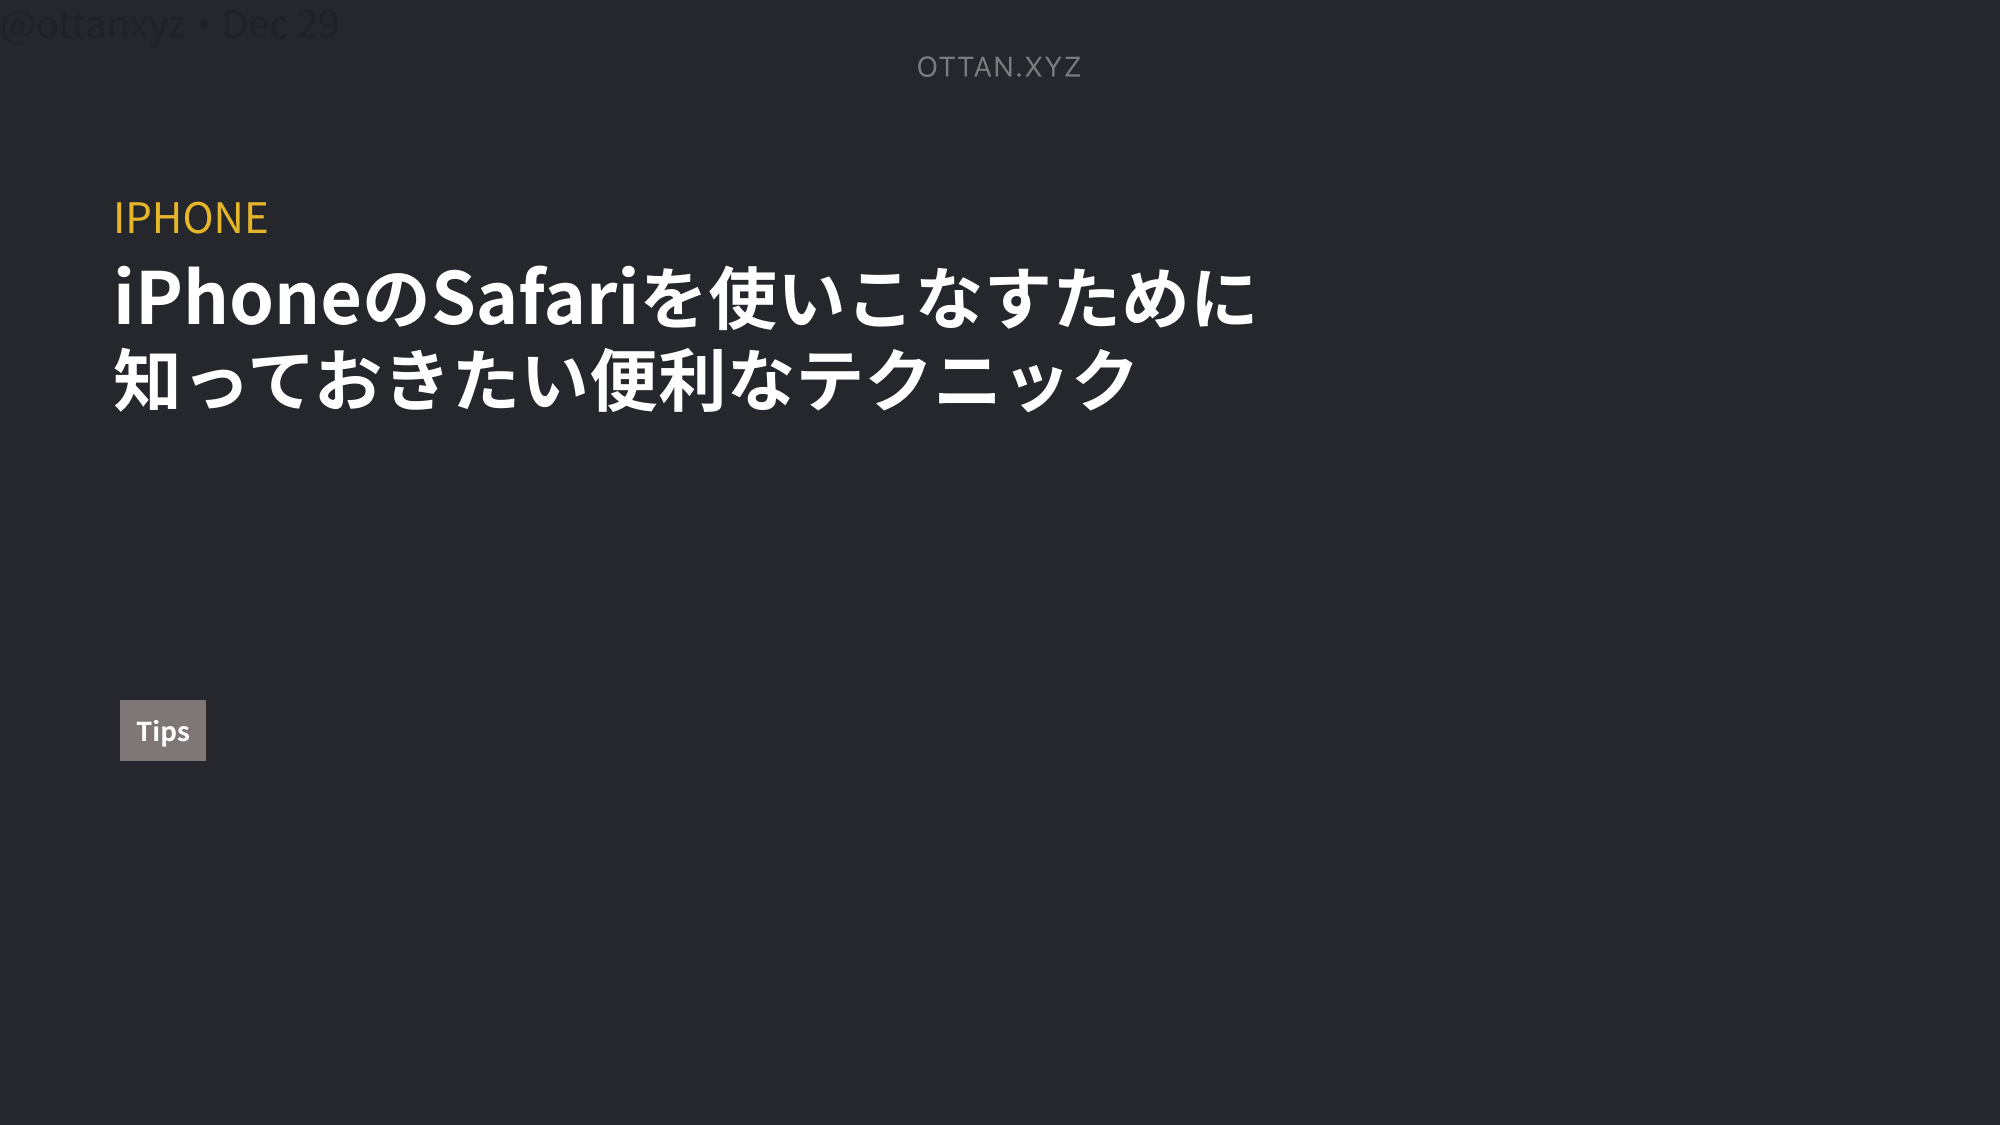 @ottanxyz・Dec 29
OTTAN.XYZ
IPHONE
iPhoneのSafariを使いこなすために
知っておきたい便利なテクニック
Tips